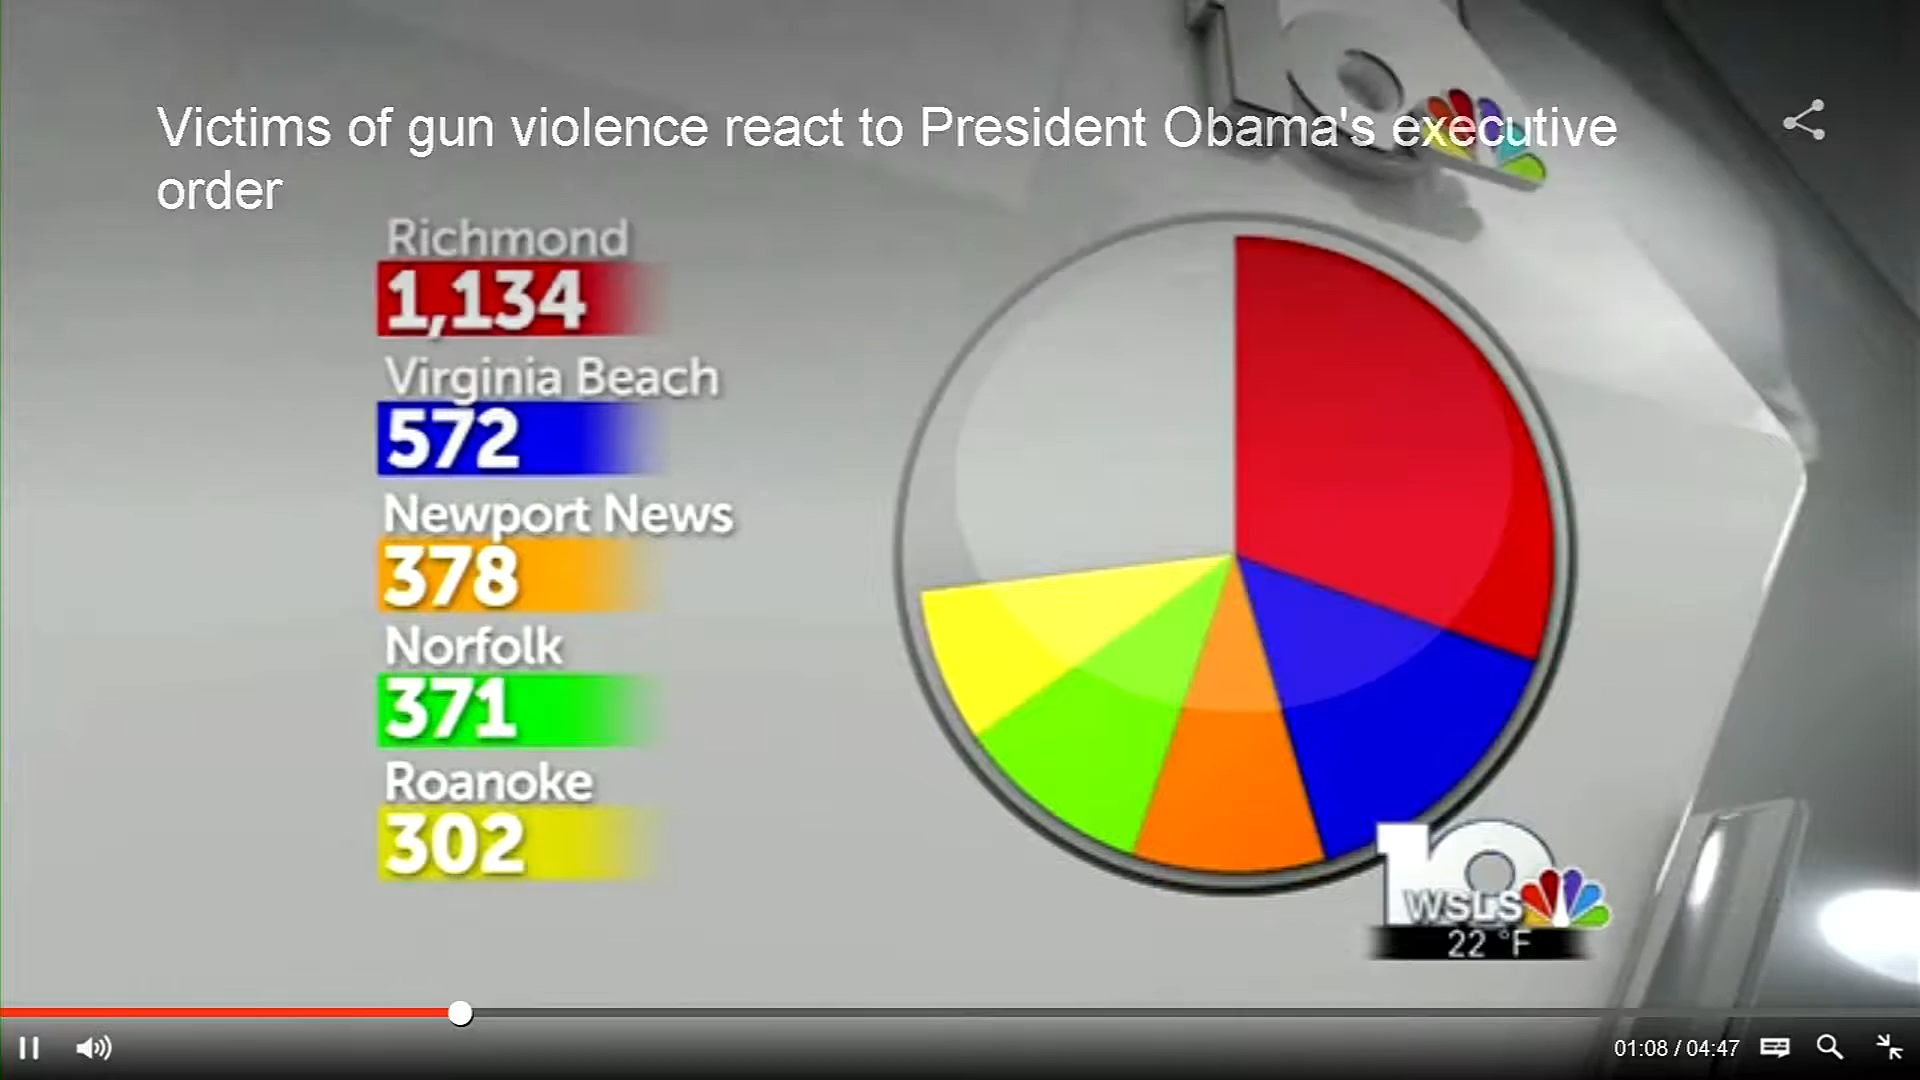 Victims of gun violence react to President Obama's executive
order
Richmond
1,134
Virginia Beach
572
Newport News
378
Norfolk
371
Roanoke
302
10
WSLS
22 °F
01:08 / 04:47